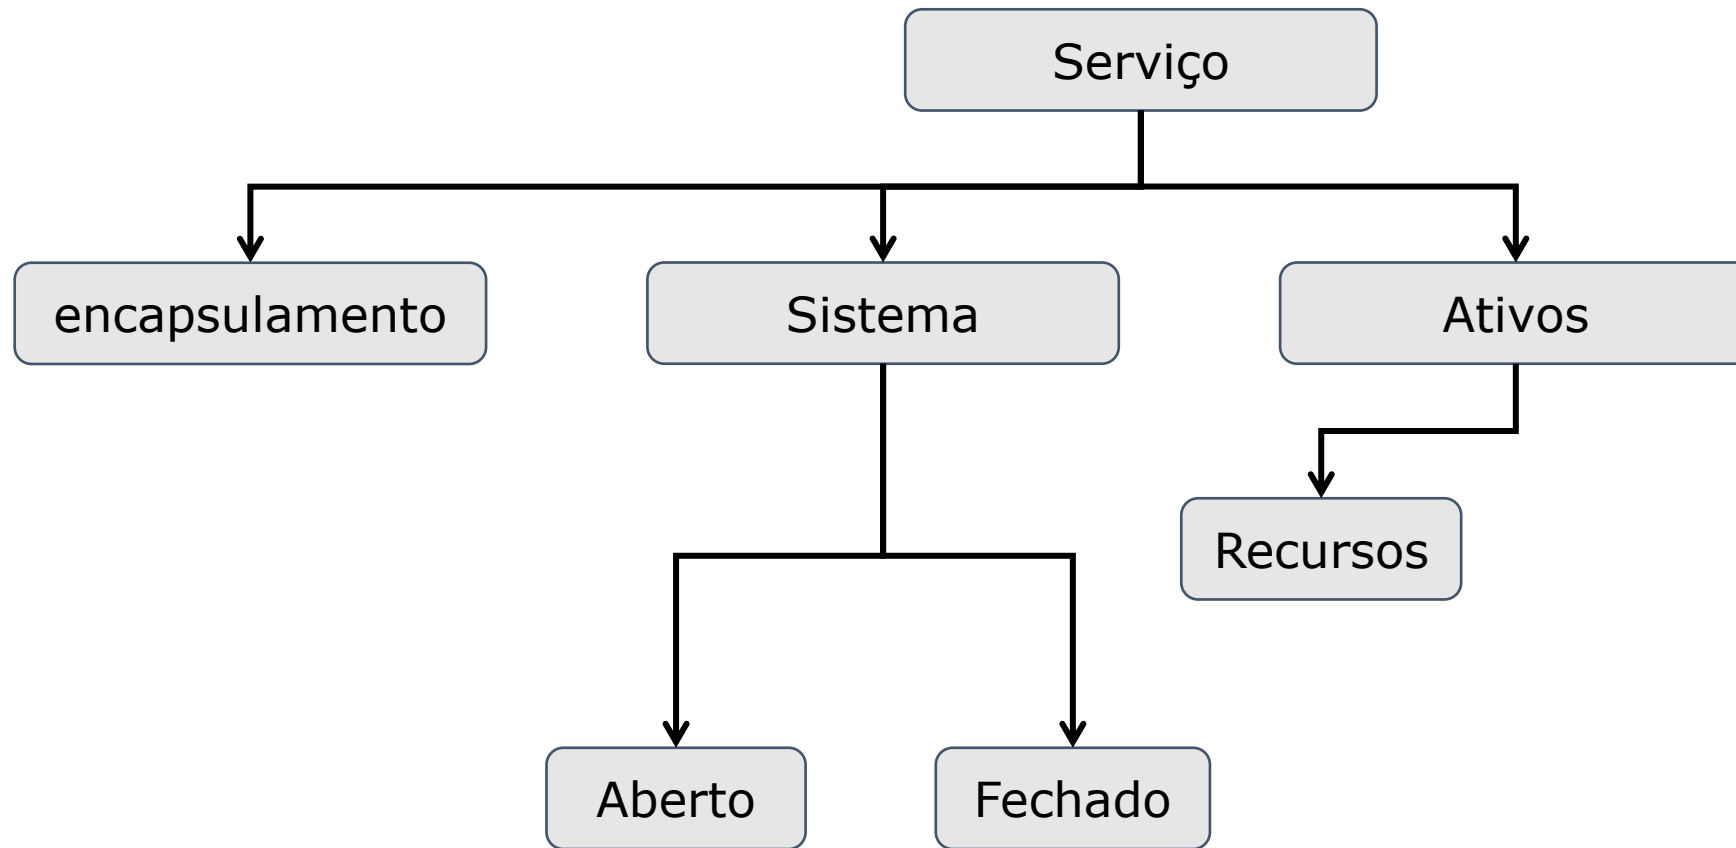 Serviço
encapsulamento
Sistema
Ativos
Recursos
Aberto
Fechado